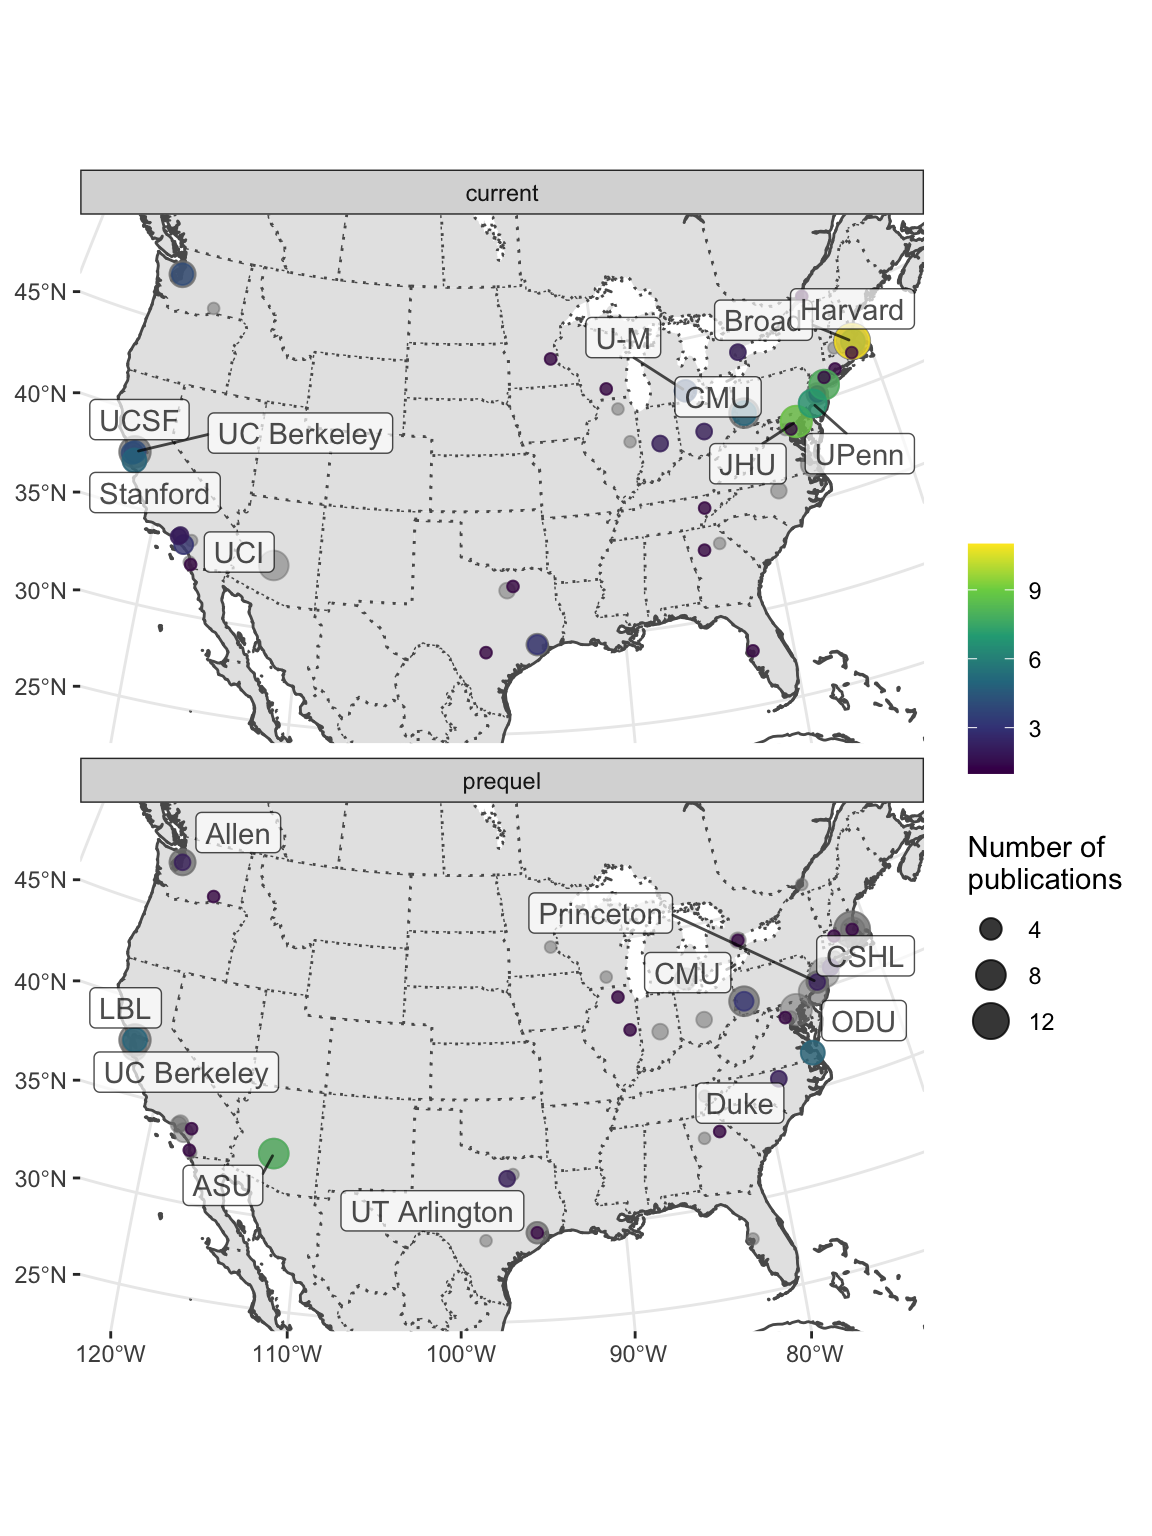 current
45°N
40°N
35°N
30°N
25°N
Harvard
Broad
U-M
CMU
UCSF
UC Berkeley
UPenn
JHU
Stanford
UCI
9
6
3
prequel
45°N
40°N
35°N
30°N
25°N
Allen
Princeton
CSHL
CMU
LBL
ODU
UC Berkeley
Duke
ASU
UT Arlington
120°W
110°W
100°W
90°W
80°W
Number of
publications
4
8
12